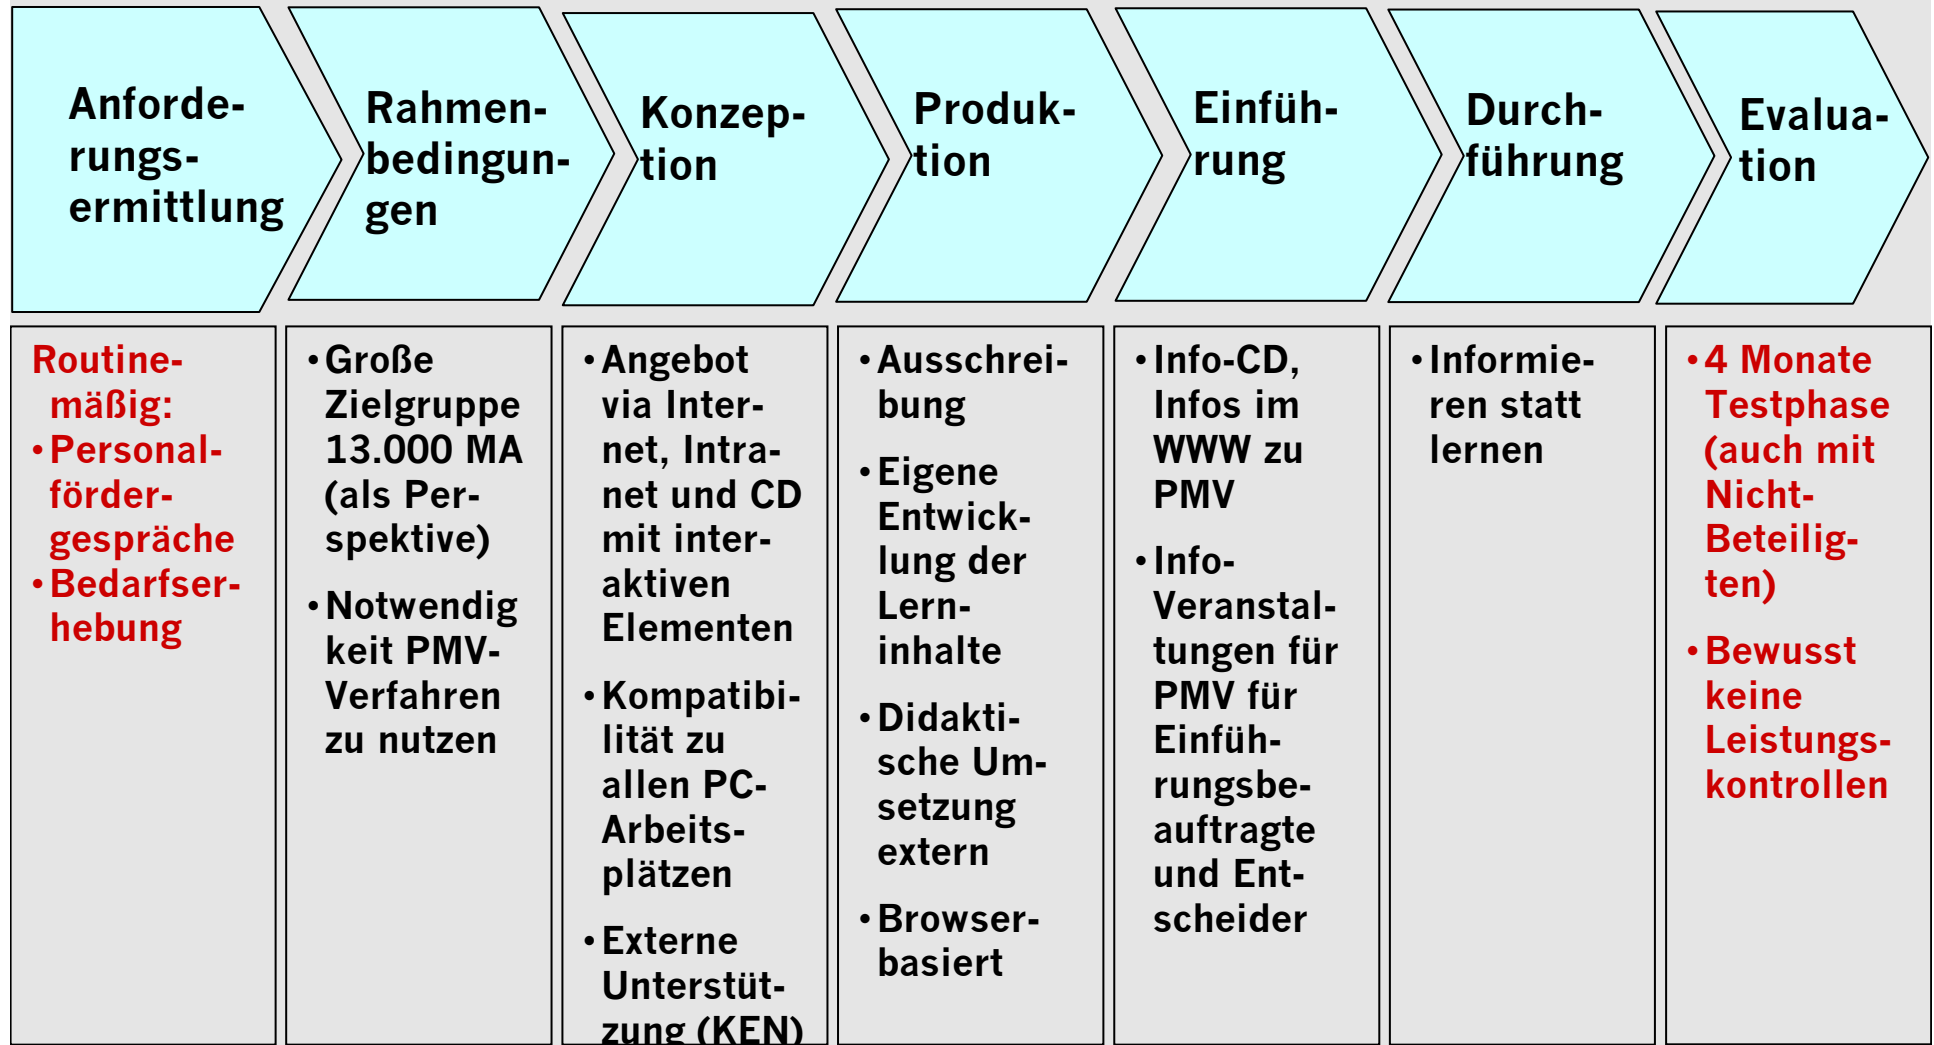 Anforde-
rungs-
ermittlung
Rahmen-
bedingun-
gen
Konzep-
tion
Produk-
tion
Einfüh-
rung
Durch-
führung
Evalua-
tion
Routine-
mäßig:
• Personal-
förder-
gespräche
• Bedarfser-
hebung
• Große
Zielgruppe
13.000 MA
(als Per-
spektive)
• Notwendig
keit PMV-
Verfahren
zu nutzen
• Angebot
via Inter-
net, Intra-
net und CD
mit inter-
aktiven
Elementen
• Kompatibi-
lität zu
allen PC-
Arbeits-
plätzen
• Externe
Unterstüt-
zung (KEN)
• Ausschrei-
bung
• Eigene
Entwick-
lung der
Lern-
inhalte
• Didakti-
sche Um-
setzung
extern
• Browser-
basiert
• Info-CD,
Infos im
WWW zu
PMV
• Info-
Veranstal-
tungen für
PMV für
Einfüh-
rungsbe-
auftragte
und Ent-
scheider
• Informie-
ren statt
lernen
• 4 Monate
Testphase
(auch mit
Nicht-
Beteilig-
ten)
• Bewusst
keine
Leistungs-
kontrollen